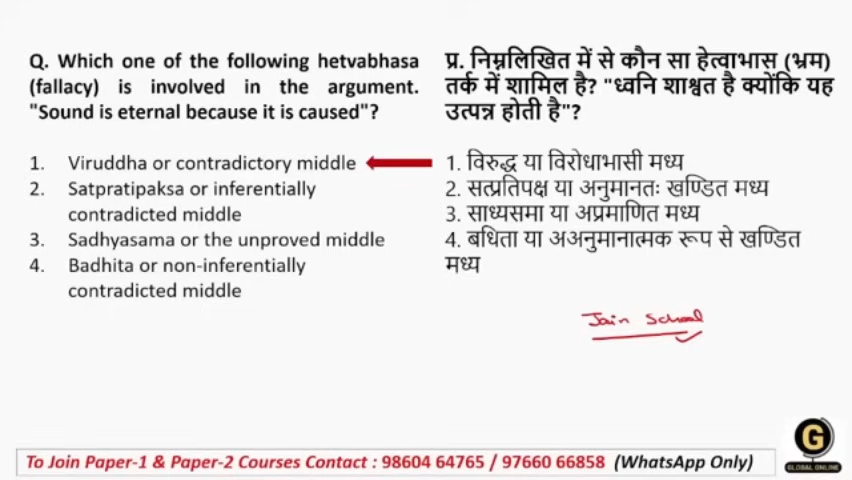 Q. Which one of the following hetvabhasa
(fallacy) is involved in the argument.
"Sound is eternal because it is caused"?
1. Viruddha or contradictory middle
2. Satpratipaksa or inferentially
contradicted middle
3. Sadhyasama or the unproved middle
4. Badhita or non-inferentially
contradicted middle
प्र. निम्नलिखित में से कौन सा हेत्वाभास (भ्रम)
तर्क में शामिल है? "ध्वनि शाश्वत है क्योंकि यह
उत्पन्न होती है"?
1. विरुद्ध या विरोधाभासी मध्य
2. सत्प्रतिपक्ष या अनुमानतः खण्डित मध्य
3. साध्यसमा या अप्रमाणित मध्य
4. बधिता या अअनुमानात्मक रूप से खण्डित
मध्य
Jain School
G
GLOBAL ONLINE
To Join Paper-1 & Paper-2 Courses Contact : 98604 64765 / 97660 66858 (WhatsApp Only)